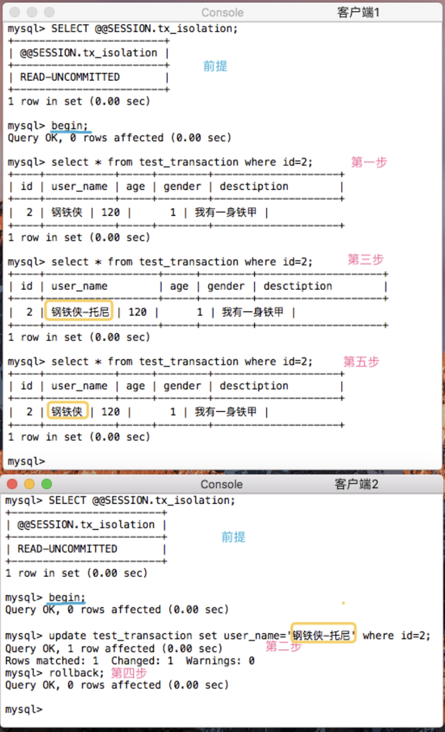 Console 客户端1
mysql> SELECT @@SESSION.tx_isolation;
+------------------------+
| @@SESSION.tx_isolation |
+------------------------+
| READ-UNCOMMITTED       |
+------------------------+
前提
1 row in set (0.00 sec)
mysql> begin;
Query OK, 0 rows affected (0.00 sec)
mysql> select * from test_transaction where id=2; 第一步
+----+-----------+-----+--------+--------------------+
| id | user_name | age | gender | desctiption        |
+----+-----------+-----+--------+--------------------+
|  2 | 钢铁侠 | 120 |      1 | 我有一身铁甲 |
+----+-----------+-----+--------+--------------------+
1 row in set (0.00 sec)
mysql> select * from test_transaction where id=2; 第三步
+----+------------------+-----+--------+--------------------+
| id | user_name        | age | gender | desctiption        |
+----+------------------+-----+--------+--------------------+
|  2 | 钢铁侠-托尼 | 120 |      1 | 我有一身铁甲 |
+----+------------------+-----+--------+--------------------+
1 row in set (0.00 sec)
mysql> select * from test_transaction where id=2; 第五步
+----+-----------+-----+--------+--------------------+
| id | user_name | age | gender | desctiption        |
+----+-----------+-----+--------+--------------------+
|  2 | 钢铁侠 | 120 |      1 | 我有一身铁甲 |
+----+-----------+-----+--------+--------------------+
1 row in set (0.00 sec)
mysql>
Console 客户端2
mysql> SELECT @@SESSION.tx_isolation;
+------------------------+
| @@SESSION.tx_isolation |
+------------------------+
| READ-UNCOMMITTED       |
+------------------------+
前提
1 row in set (0.00 sec)
mysql> begin;
Query OK, 0 rows affected (0.00 sec)
mysql> update test_transaction set user_name='钢铁侠-托尼' where id=2;
Query OK, 1 row affected (0.00 sec) 第二步
Rows matched: 1  Changed: 1  Warnings: 0
mysql> rollback; 第四步
Query OK, 0 rows affected (0.00 sec)
mysql>